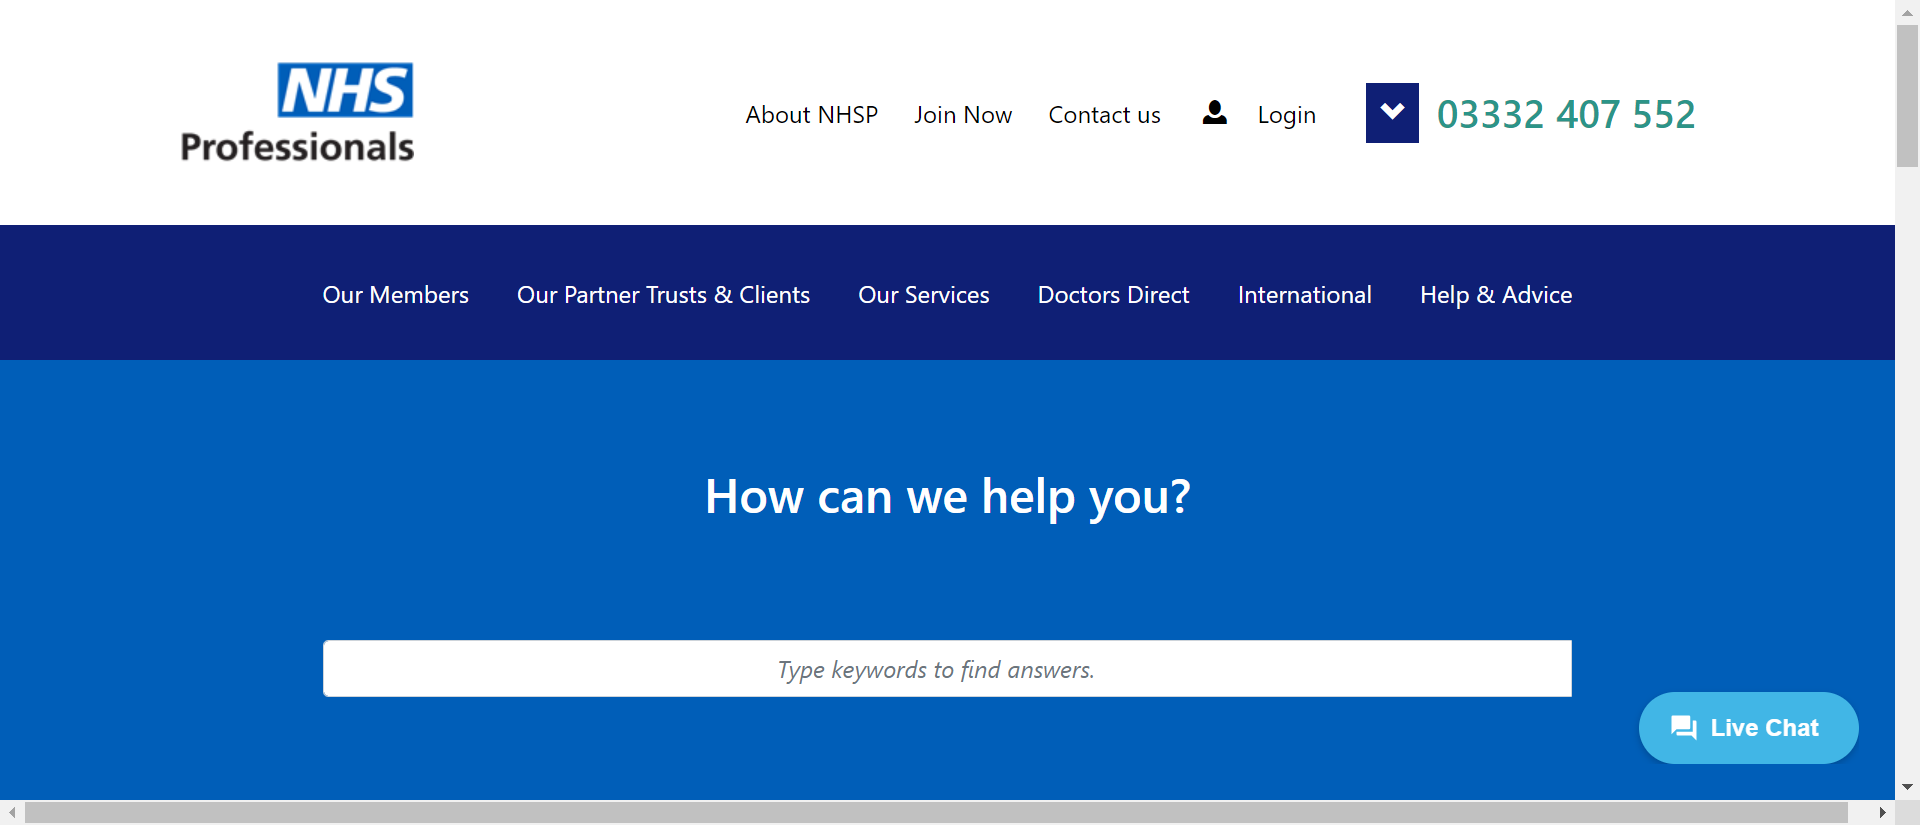 NHS
Professionals
About NHSP
Join Now
Contact us
Login
03332 407 552
Our Members
Our Partner Trusts & Clients
Our Services
Doctors Direct
International
Help & Advice
How can we help you?
Type keywords to find answers.
Live Chat